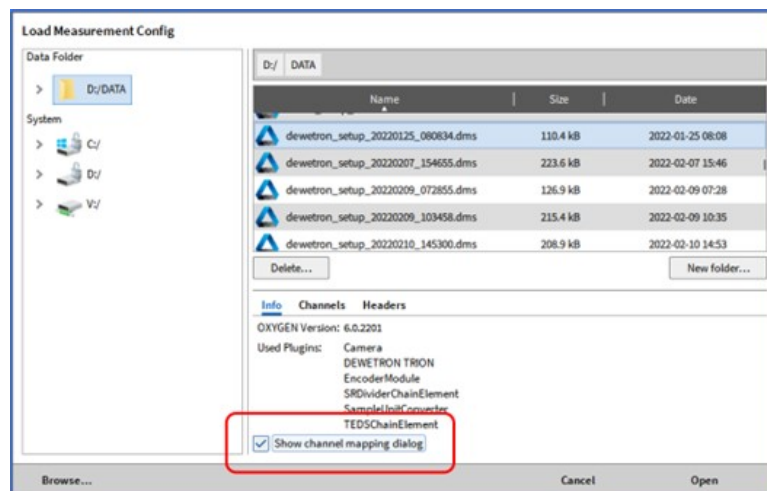 Load Measurement Config
Data Folder
D:/DATA
System
C:/
D:/
V:/
D:/ DATA
Name Size Date
dewetron_setup_20220125_080834.dms 110.4 kB 2022-01-25 08:08
dewetron_setup_20220207_154655.dms 223.6 kB 2022-02-07 15:46
dewetron_setup_20220209_072855.dms 126.9 kB 2022-02-09 07:28
dewetron_setup_20220209_103458.dms 215.4 kB 2022-02-09 10:35
dewetron_setup_20220210_145300.dms 208.9 kB 2022-02-10 14:53
Delete... New folder...
Info Channels Headers
OXYGEN Version: 6.0.2201
Used Plugins: Camera
DEWETRON TRION
EncoderModule
SRDividerChainElement
SampleUnitConverter
TEDSChainElement
Show channel mapping dialog
Browse... Cancel Open